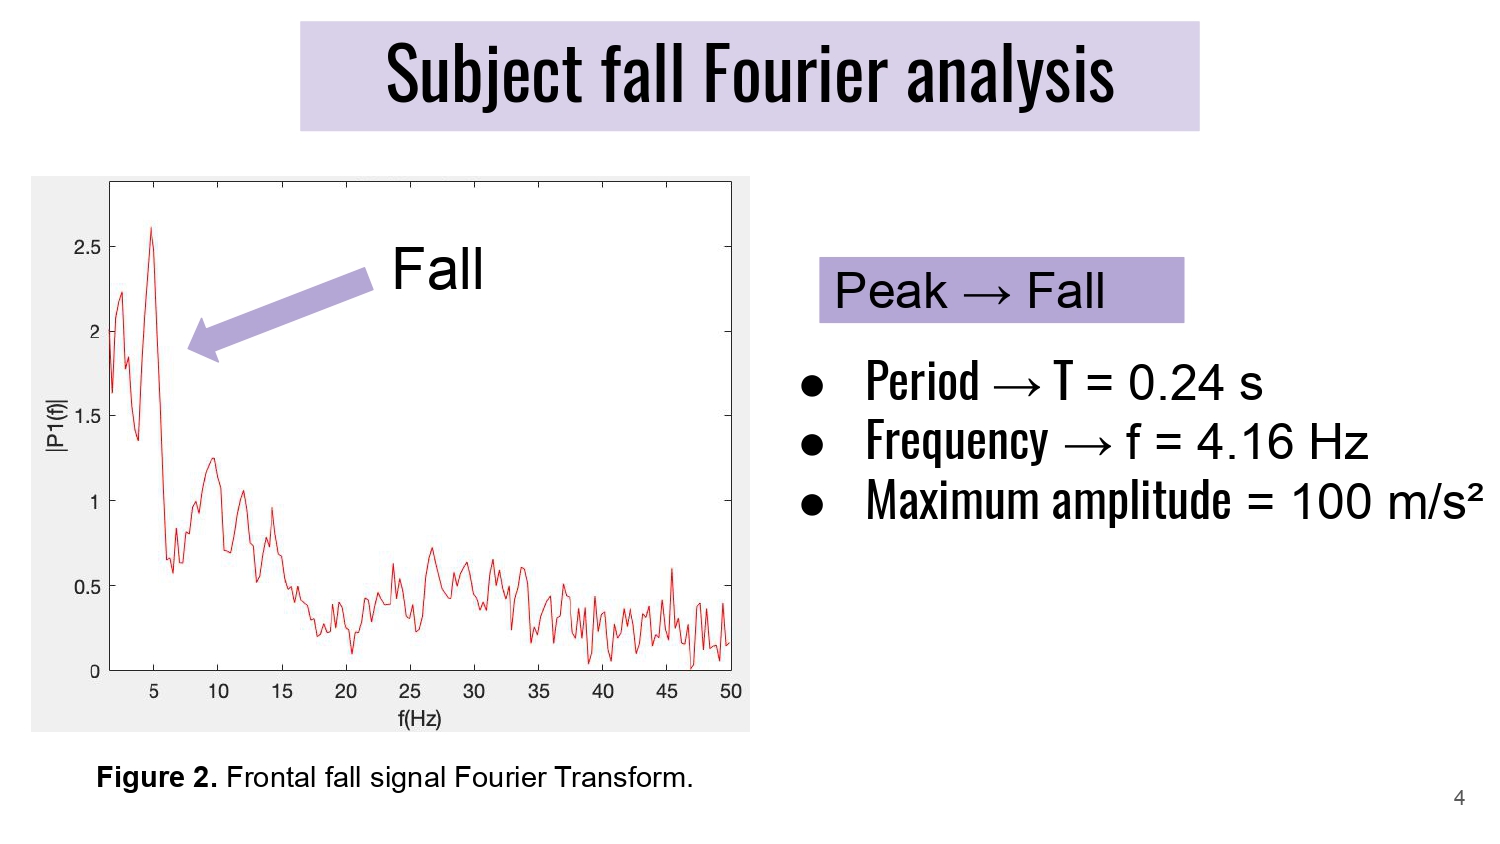 Subject fall Fourier analysis
2.5
2
1.5
1
0.5
0
|P1(f)|
Fall
5 10 15 20 25 30 35 40 45 50
f(Hz)
Figure 2. Frontal fall signal Fourier Transform.
Peak → Fall
● Period → T = 0.24 s
● Frequency → f = 4.16 Hz
● Maximum amplitude = 100 m/s²
4